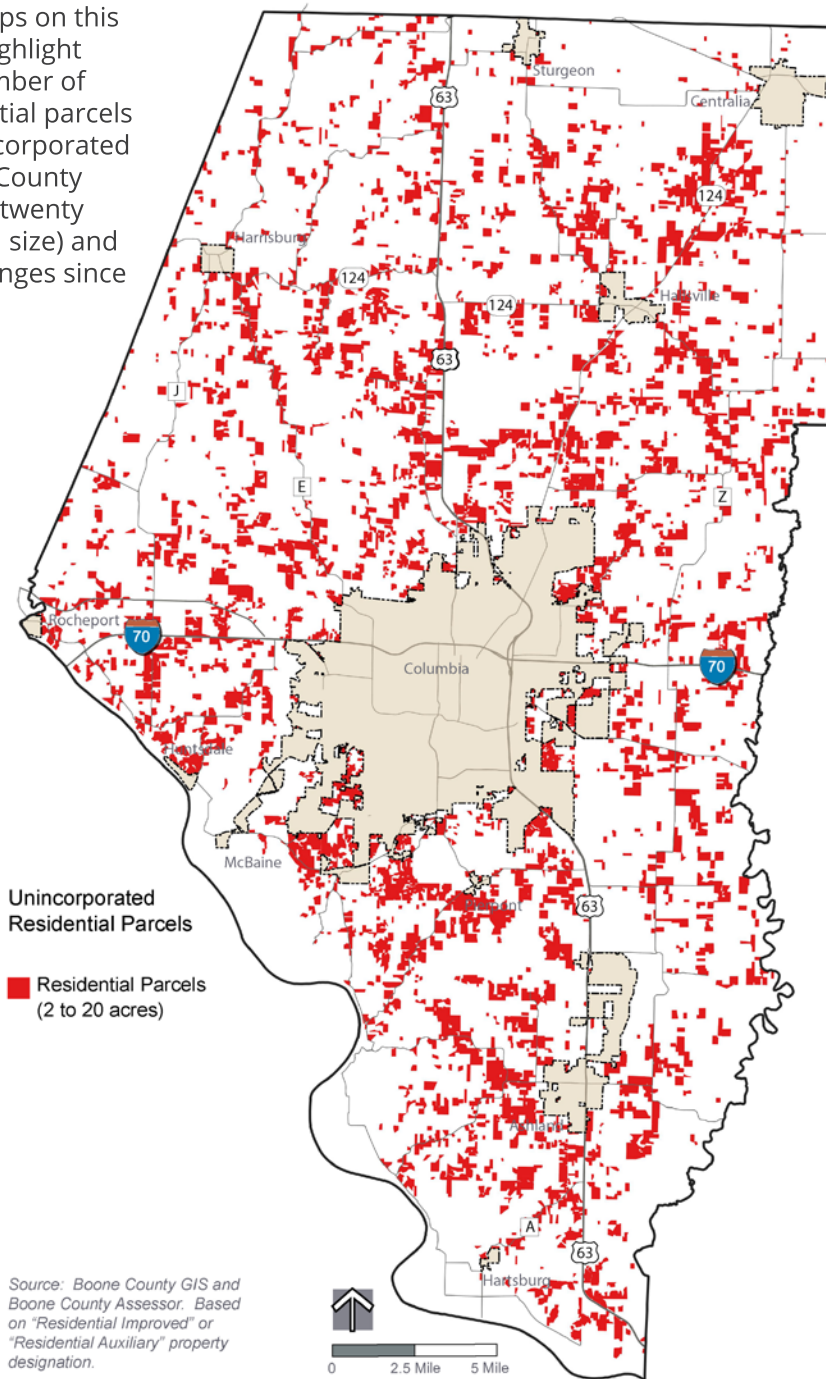 ps on this
ghlight
nber of
tial parcels
corporated
County
twenty
size) and
nges since
Sturgeon
63
Centralia
124
Harrisburg
124
124
Hallsville
63
J
E
Z
Rocheport
70
Columbia
70
Huntsdale
McBaine
Pierpont
63
Unincorporated
Residential Parcels
Residential Parcels
(2 to 20 acres)
Ashland
A
63
Hartsburg
Source: Boone County GIS and
Boone County Assessor. Based
on "Residential Improved" or
"Residential Auxiliary" property
designation.
0 2.5 Mile 5 Mile